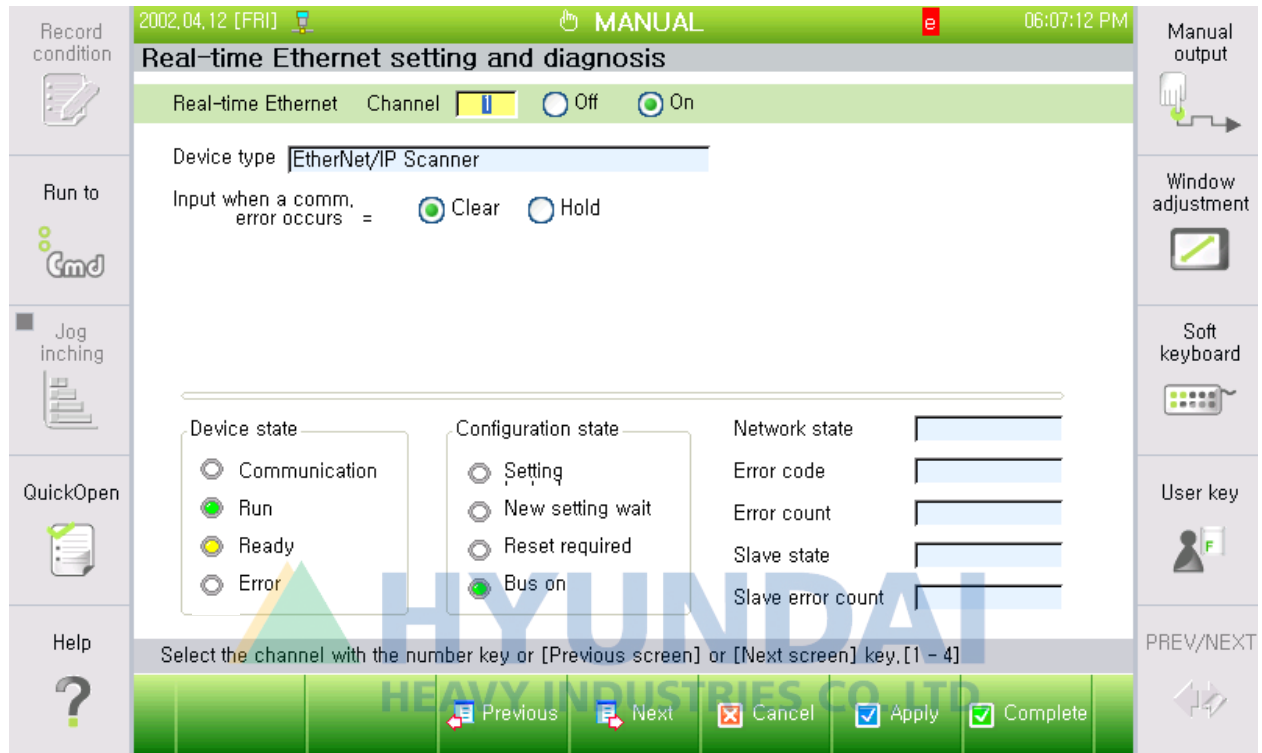 2002,04,12 [FRI]
MANUAL
e
06:07:12 PM
Real-time Ethernet setting and diagnosis
Record
condition
Run to
Cmd
Jog
inching
QuickOpen
Help
Real-time Ethernet Channel 1 Off On
Device type EtherNet/IP Scanner
Input when a comm,
error occurs = Clear Hold
Device state
Communication
Run
Ready
Error
Configuration state
Setting
New setting wait
Reset required
Bus on
Network state
Error code
Error count
Slave state
Slave error count
HYUNDAI
HEAVY INDUSTRIES CO. LTD.
Select the channel with the number key or [Previous screen] or [Next screen] key,[1 - 4]
Previous Next Cancel Apply Complete
Manual
output
Window
adjustment
Soft
keyboard
User key
F
PREV/NEXT